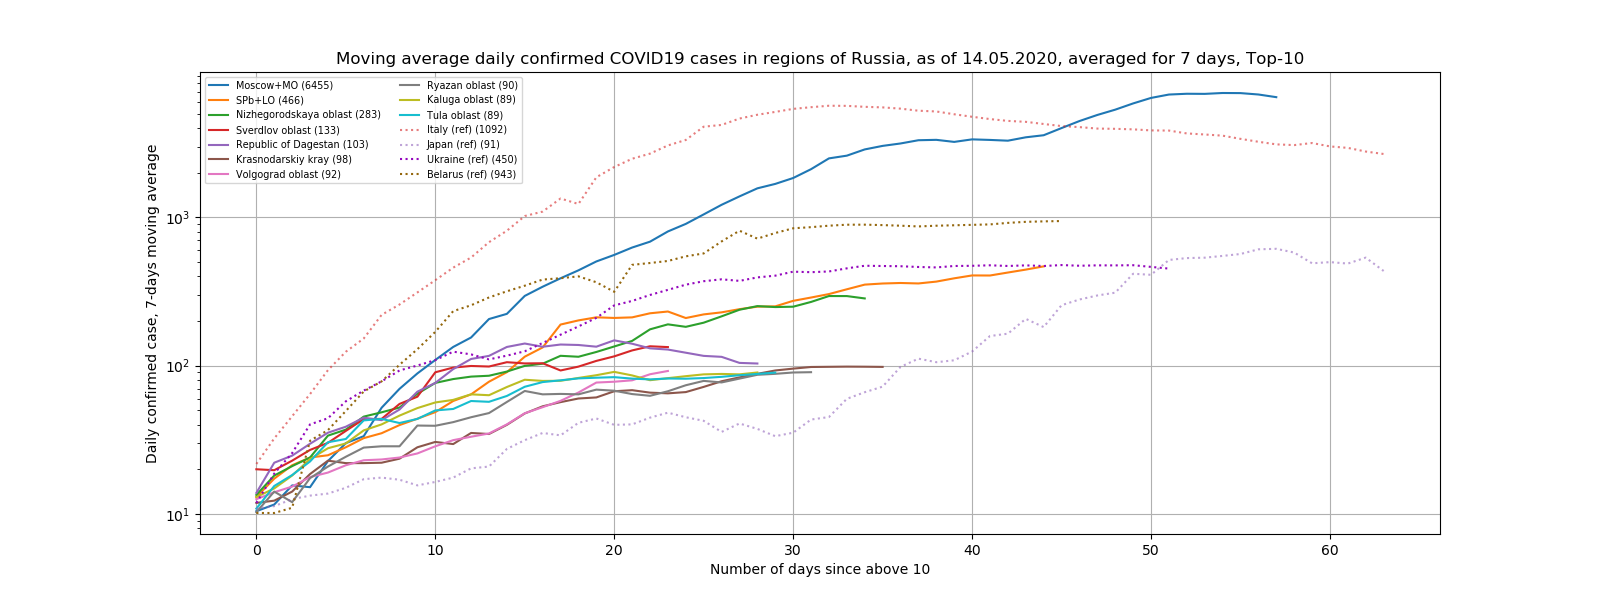 Moving average daily confirmed COVID19 cases in regions of Russia, as of 14.05.2020, averaged for 7 days, Top-10
Moscow+MO (6455)
SPb+LO (466)
Nizhegorodskaya oblast (283)
Sverdlov oblast (133)
Republic of Dagestan (103)
Krasnodarskiy kray (98)
Volgograd oblast (92)
Ryazan oblast (90)
Kaluga oblast (89)
Tula oblast (89)
Italy (ref) (1092)
Japan (ref) (91)
Ukraine (ref) (450)
Belarus (ref) (943)
Daily confirmed case, 7-days moving average
10³
10²
10¹
0 10 20 30 40 50 60
Number of days since above 10